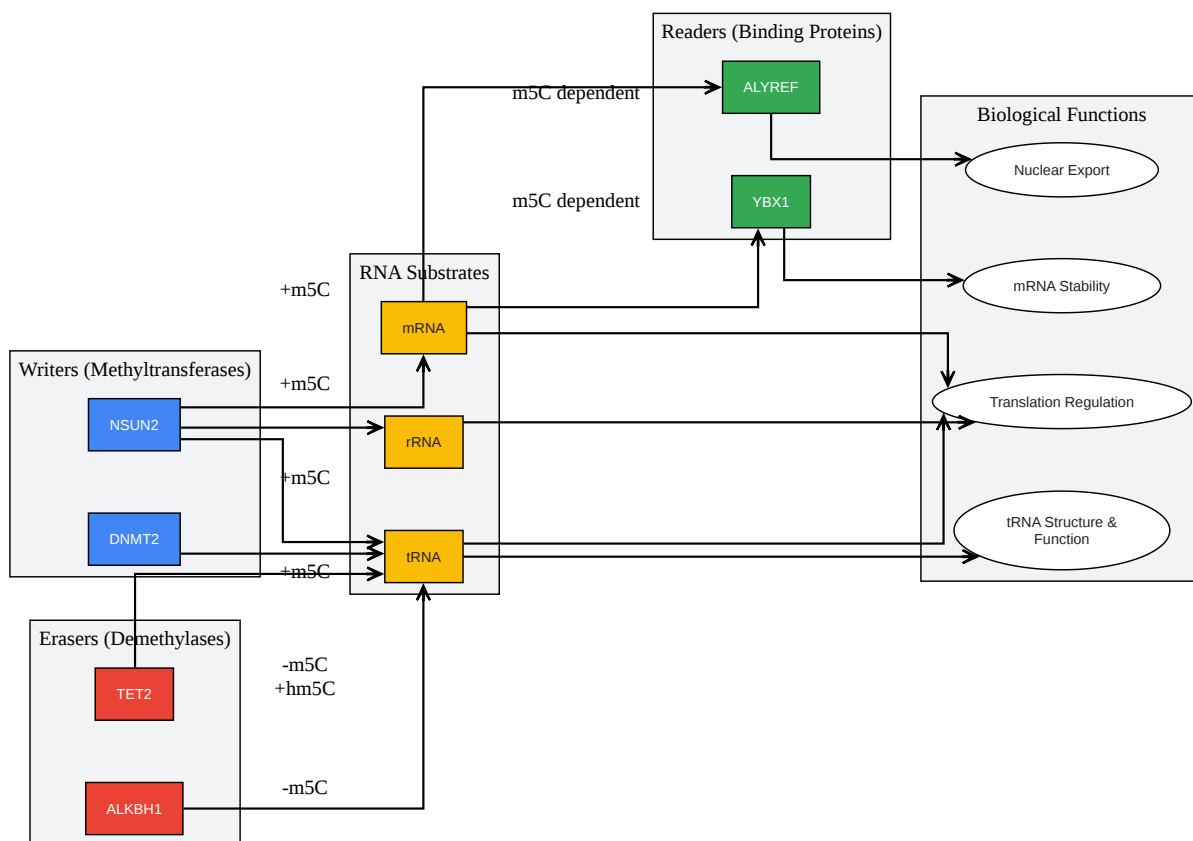 Readers (Binding Proteins)
ALYREF
m5C dependent
Biological Functions
Nuclear Export
YBX1
m5C dependent
RNA Substrates
+m5C
mRNA Stability
mRNA
Writers (Methyltransferases)
+m5C
NSUN2
Translation Regulation
rRNA
+m5C
DNMT2
tRNA
tRNA Structure &
Function
+m5C
Erasers (Demethylases)
-m5C
+hm5C
TET2
-m5C
ALKBH1